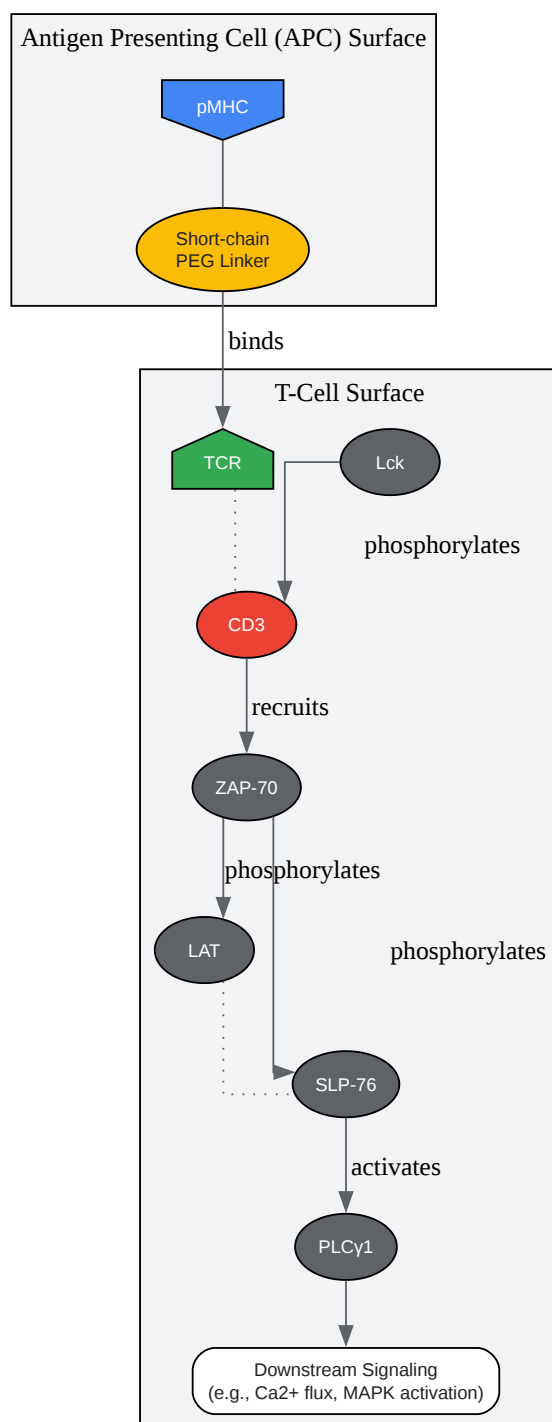 Antigen Presenting Cell (APC) Surface
pMHC
Short-chain
PEG Linker
binds
T-Cell Surface
TCR
Lck
phosphorylates
CD3
recruits
ZAP-70
phosphorylates
LAT
phosphorylates
SLP-76
activates
PLCγ1
Downstream Signaling
(e.g., Ca2+ flux, MAPK activation)